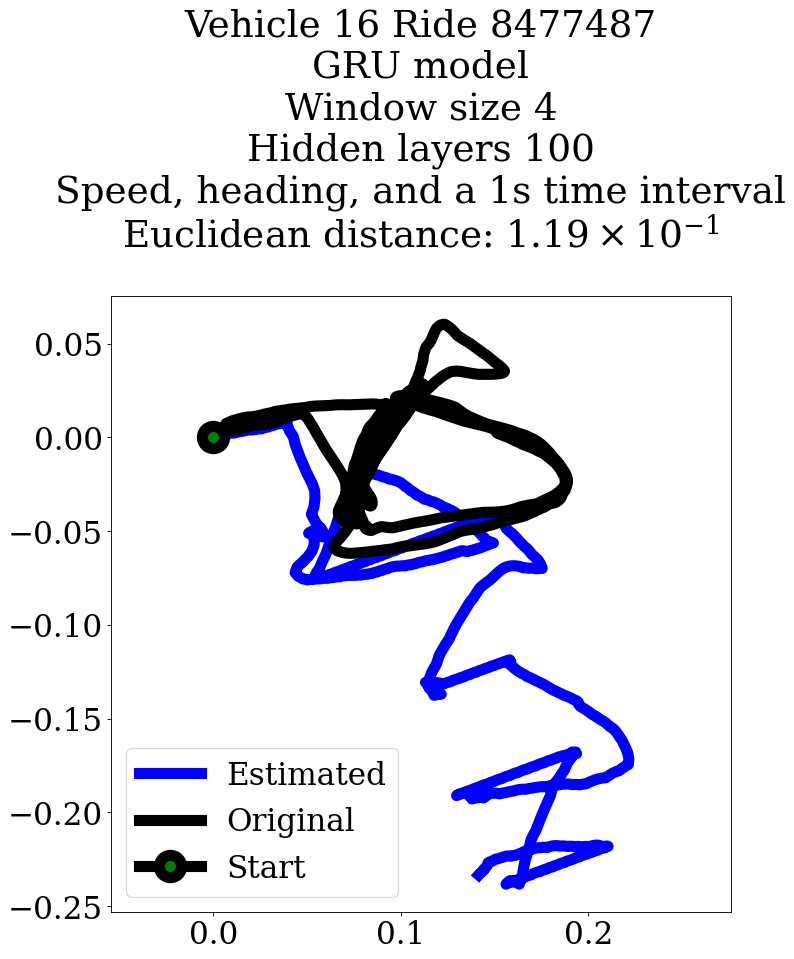 Vehicle 16 Ride 8477487
GRU model
Window size 4
Hidden layers 100
Speed, heading, and a 1s time interval
Euclidean distance: 1.19 × 10⁻¹
0.05
0.00
−0.05
−0.10
−0.15
−0.20
−0.25
Estimated
Original
Start
0.0 0.1 0.2